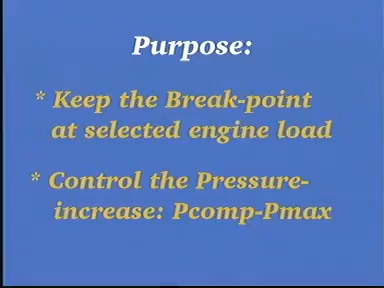 Purpose:
* Keep the Break-point
at selected engine load
* Control the Pressure-
increase: Pcomp-Pmax